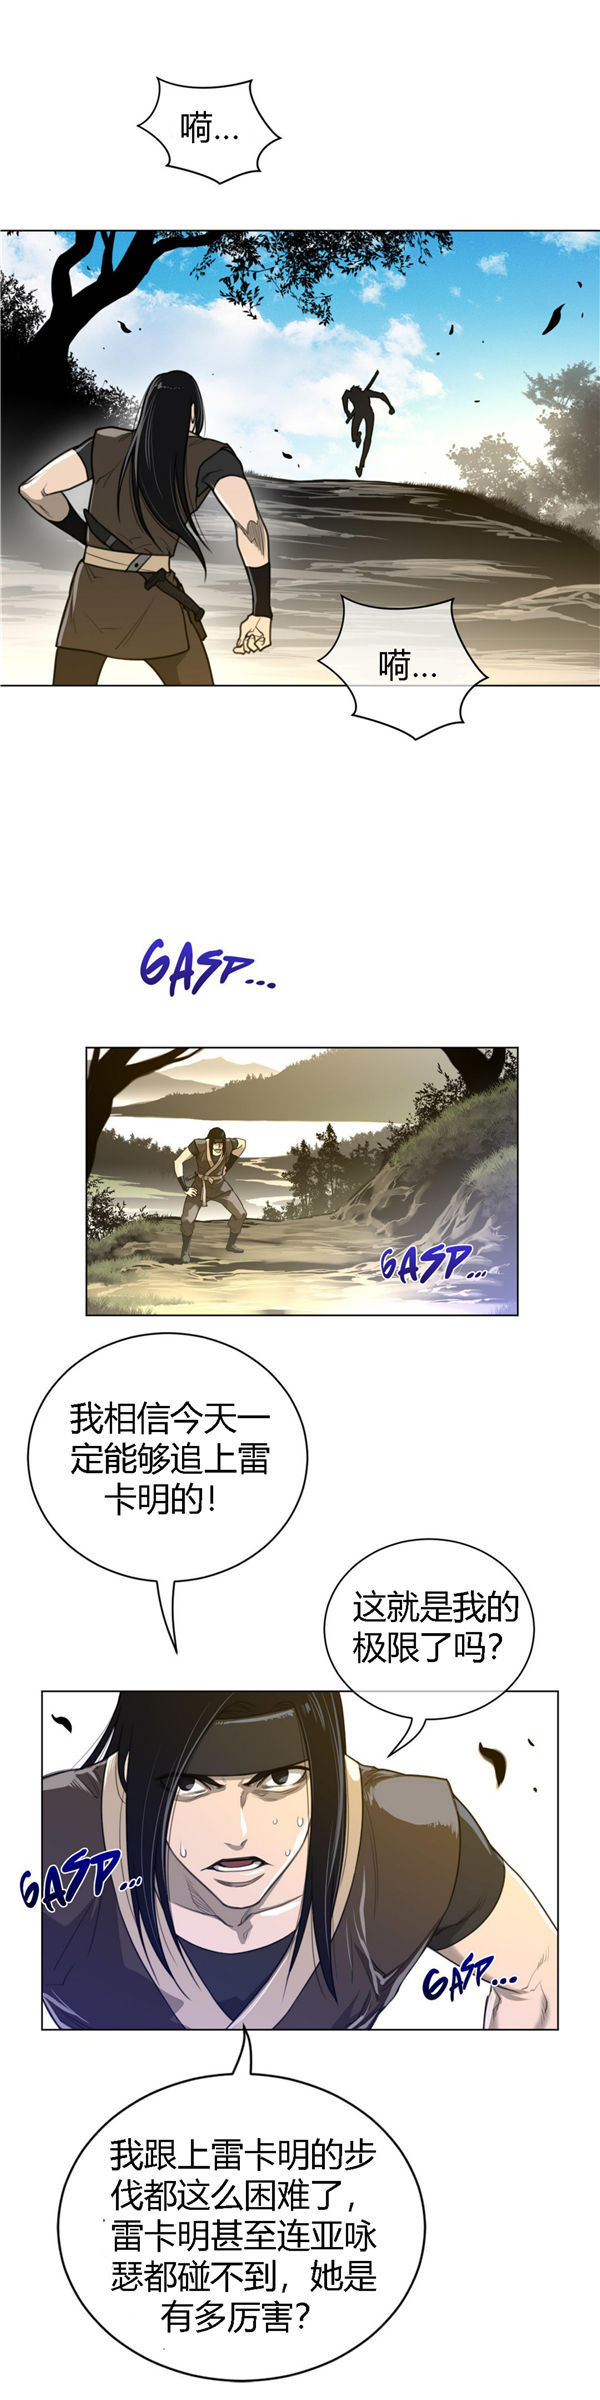 嗬…
嗬…
GASP...
GASP...
我相信今天一
定能够追上雷
卡明的！
这就是我的
极限了吗？
GASP...
GASP...
我跟上雷卡明的步
伐都这么困难了，
雷卡明甚至连亚咏
瑟都碰不到，她是
有多厉害？